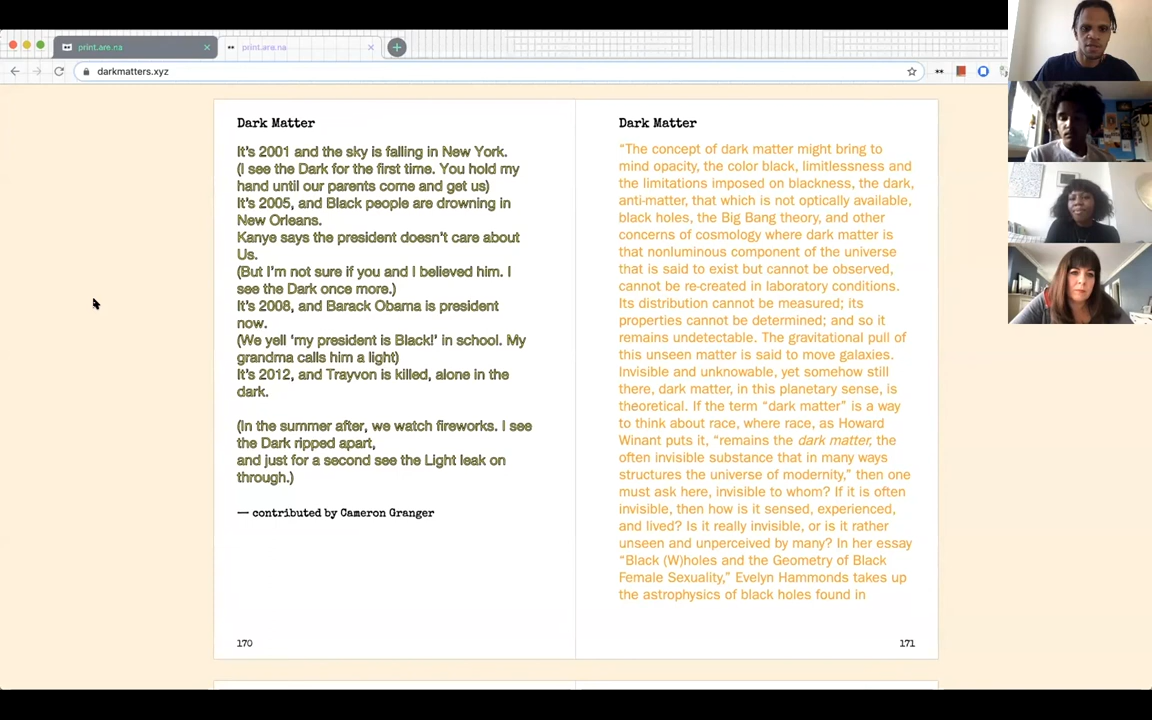 print.are.na
print.are.na
darkmatters.xyz
Dark Matter
It's 2001 and the sky is falling in New York.
(I see the Dark for the first time. You hold my
hand until our parents come and get us)
It's 2005, and Black people are drowning in
New Orleans.
Kanye says the president doesn't care about
Us.
(But I'm not sure if you and I believed him. I
see the Dark once more.)
It's 2008, and Barack Obama is president
now.
(We yell 'my president is Black!' in school. My
grandma calls him a light)
It's 2012, and Trayvon is killed, alone in the
dark.
(In the summer after, we watch fireworks. I see
the Dark ripped apart,
and just for a second see the Light leak on
through.)
— contributed by Cameron Granger
170
Dark Matter
“The concept of dark matter might bring to
mind opacity, the color black, limitlessness and
the limitations imposed on blackness, the dark,
anti-matter, that which is not optically available,
black holes, the Big Bang theory, and other
concerns of cosmology where dark matter is
that nonluminous component of the universe
that is said to exist but cannot be observed,
cannot be re-created in laboratory conditions.
Its distribution cannot be measured; its
properties cannot be determined; and so it
remains undetectable. The gravitational pull of
this unseen matter is said to move galaxies.
Invisible and unknowable, yet somehow still
there, dark matter, in this planetary sense, is
theoretical. If the term “dark matter” is a way
to think about race, where race, as Howard
Winant puts it, “remains the dark matter, the
often invisible substance that in many ways
structures the universe of modernity,” then one
must ask here, invisible to whom? If it is often
invisible, then how is it sensed, experienced,
and lived? Is it really invisible, or is it rather
unseen and unperceived by many? In her essay
“Black (W)holes and the Geometry of Black
Female Sexuality,” Evelyn Hammonds takes up
the astrophysics of black holes found in
171